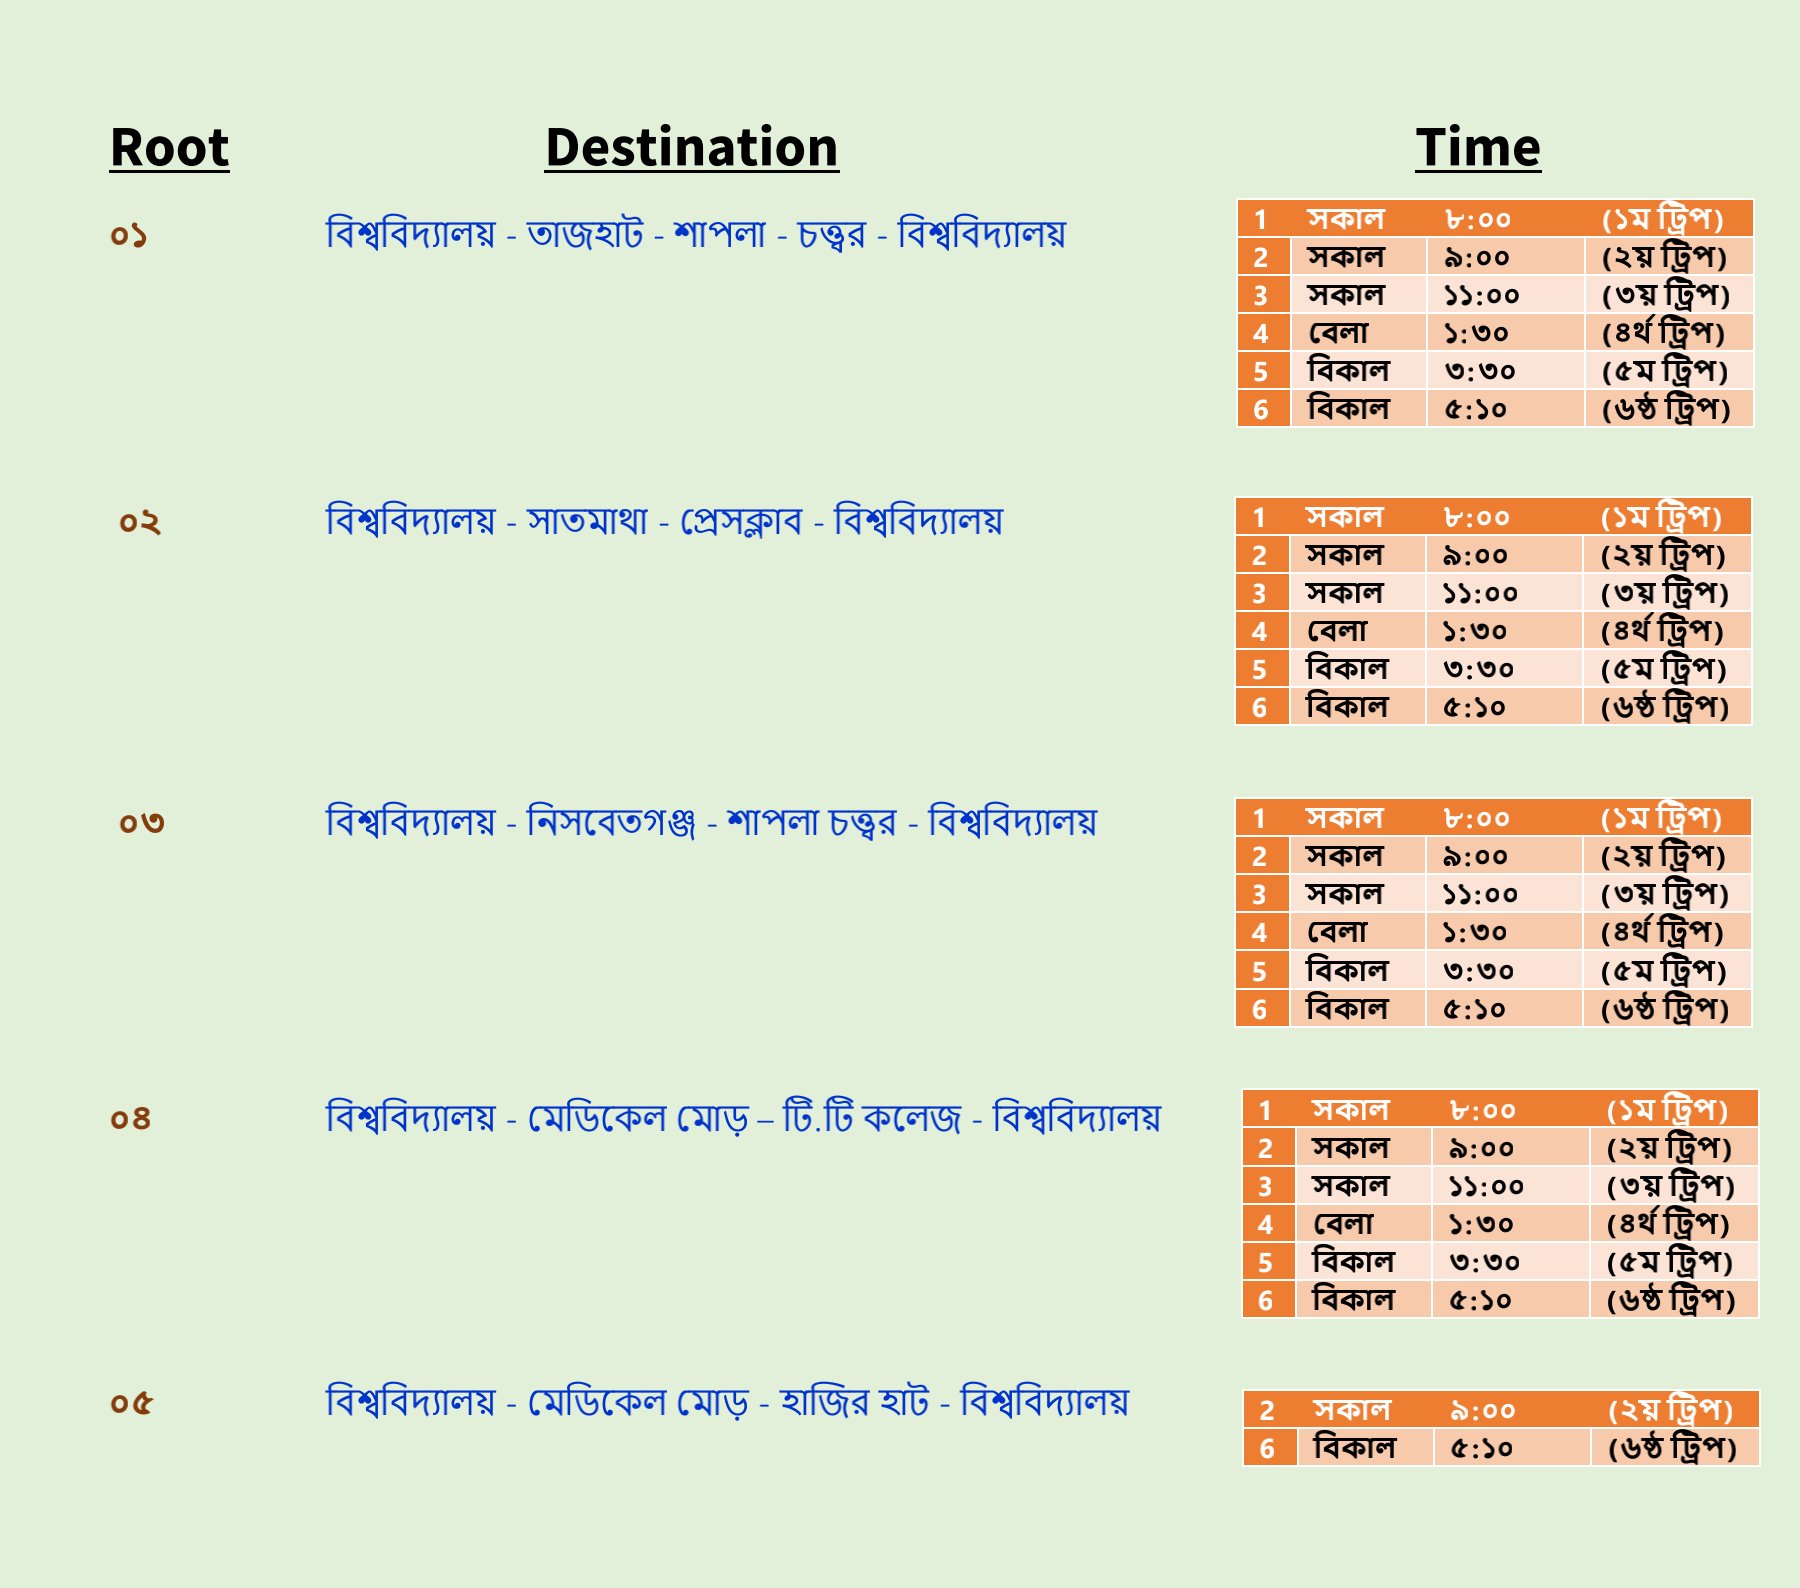 Root Destination Time
০১ বিশ্ববিদ্যালয় - তাজহাট - শাপলা - চত্ত্বর - বিশ্ববিদ্যালয়
1 সকাল ৮:০০ (১ম ট্রিপ)
2 সকাল ৯:০০ (২য় ট্রিপ)
3 সকাল ১১:০০ (৩য় ট্রিপ)
4 বেলা ১:৩০ (৪র্থ ট্রিপ)
5 বিকাল ৩:৩০ (৫ম ট্রিপ)
6 বিকাল ৫:১০ (৬ষ্ঠ ট্রিপ)
০২ বিশ্ববিদ্যালয় - সাতমাথা - প্রেসক্লাব - বিশ্ববিদ্যালয়
1 সকাল ৮:০০ (১ম ট্রিপ)
2 সকাল ৯:০০ (২য় ট্রিপ)
3 সকাল ১১:০০ (৩য় ট্রিপ)
4 বেলা ১:৩০ (৪র্থ ট্রিপ)
5 বিকাল ৩:৩০ (৫ম ট্রিপ)
6 বিকাল ৫:১০ (৬ষ্ঠ ট্রিপ)
০৩ বিশ্ববিদ্যালয় - নিসবেতগঞ্জ - শাপলা চত্ত্বর - বিশ্ববিদ্যালয়
1 সকাল ৮:০০ (১ম ট্রিপ)
2 সকাল ৯:০০ (২য় ট্রিপ)
3 সকাল ১১:০০ (৩য় ট্রিপ)
4 বেলা ১:৩০ (৪র্থ ট্রিপ)
5 বিকাল ৩:৩০ (৫ম ট্রিপ)
6 বিকাল ৫:১০ (৬ষ্ঠ ট্রিপ)
০৪ বিশ্ববিদ্যালয় - মেডিকেল মোড় – টি.টি কলেজ - বিশ্ববিদ্যালয়
1 সকাল ৮:০০ (১ম ট্রিপ)
2 সকাল ৯:০০ (২য় ট্রিপ)
3 সকাল ১১:০০ (৩য় ট্রিপ)
4 বেলা ১:৩০ (৪র্থ ট্রিপ)
5 বিকাল ৩:৩০ (৫ম ট্রিপ)
6 বিকাল ৫:১০ (৬ষ্ঠ ট্রিপ)
০৫ বিশ্ববিদ্যালয় - মেডিকেল মোড় - হাজির হাট - বিশ্ববিদ্যালয়
2 সকাল ৯:০০ (২য় ট্রিপ)
6 বিকাল ৫:১০ (৬ষ্ঠ ট্রিপ)